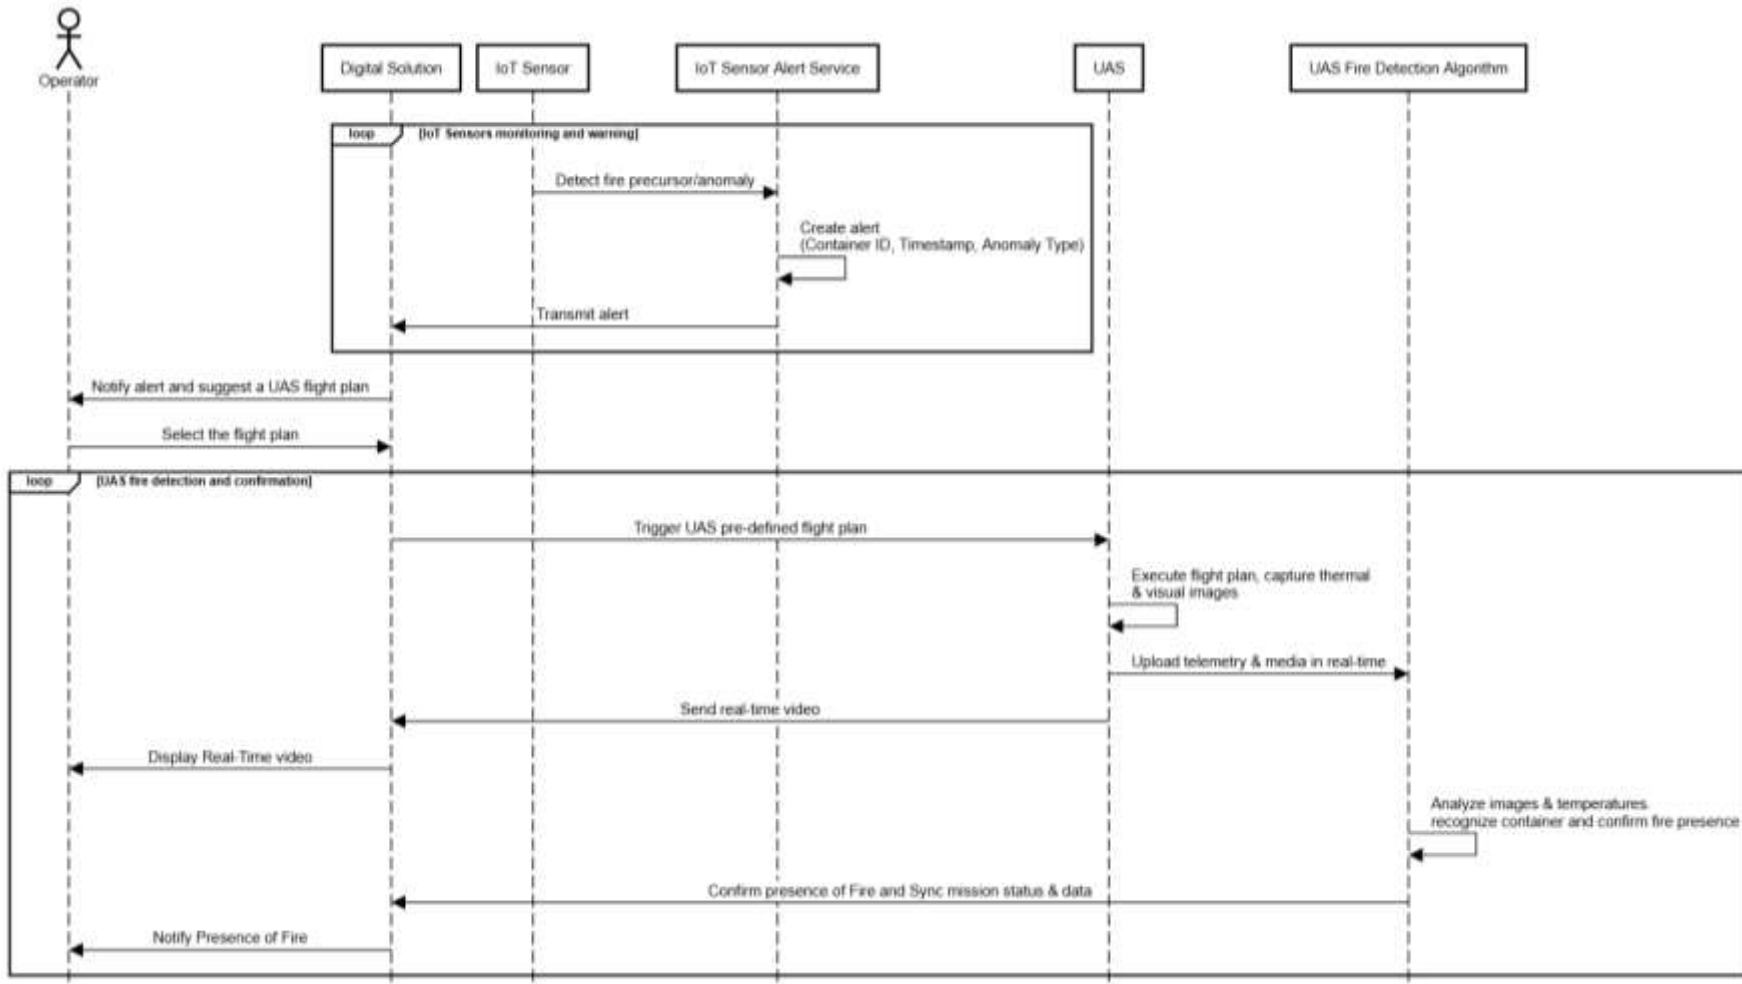 Operator
Digital Solution
IoT Sensor
IoT Sensor Alert Service
UAS
UAS Fire Detection Algorithm
loop
[IoT Sensors monitoring and warning]
Detect fire precursor/anomaly
Create alert
(Container ID, Timestamp, Anomaly Type)
Transmit alert
Notify alert and suggest a UAS flight plan
Select the flight plan
loop
[UAS fire detection and confirmation]
Trigger UAS pre-defined flight plan
Execute flight plan, capture thermal
& visual images
Upload telemetry & media in real-time
Send real-time video
Display Real-Time video
Analyze images & temperatures
recognize container and confirm fire presence
Confirm presence of Fire and Sync mission status & data
Notify Presence of Fire